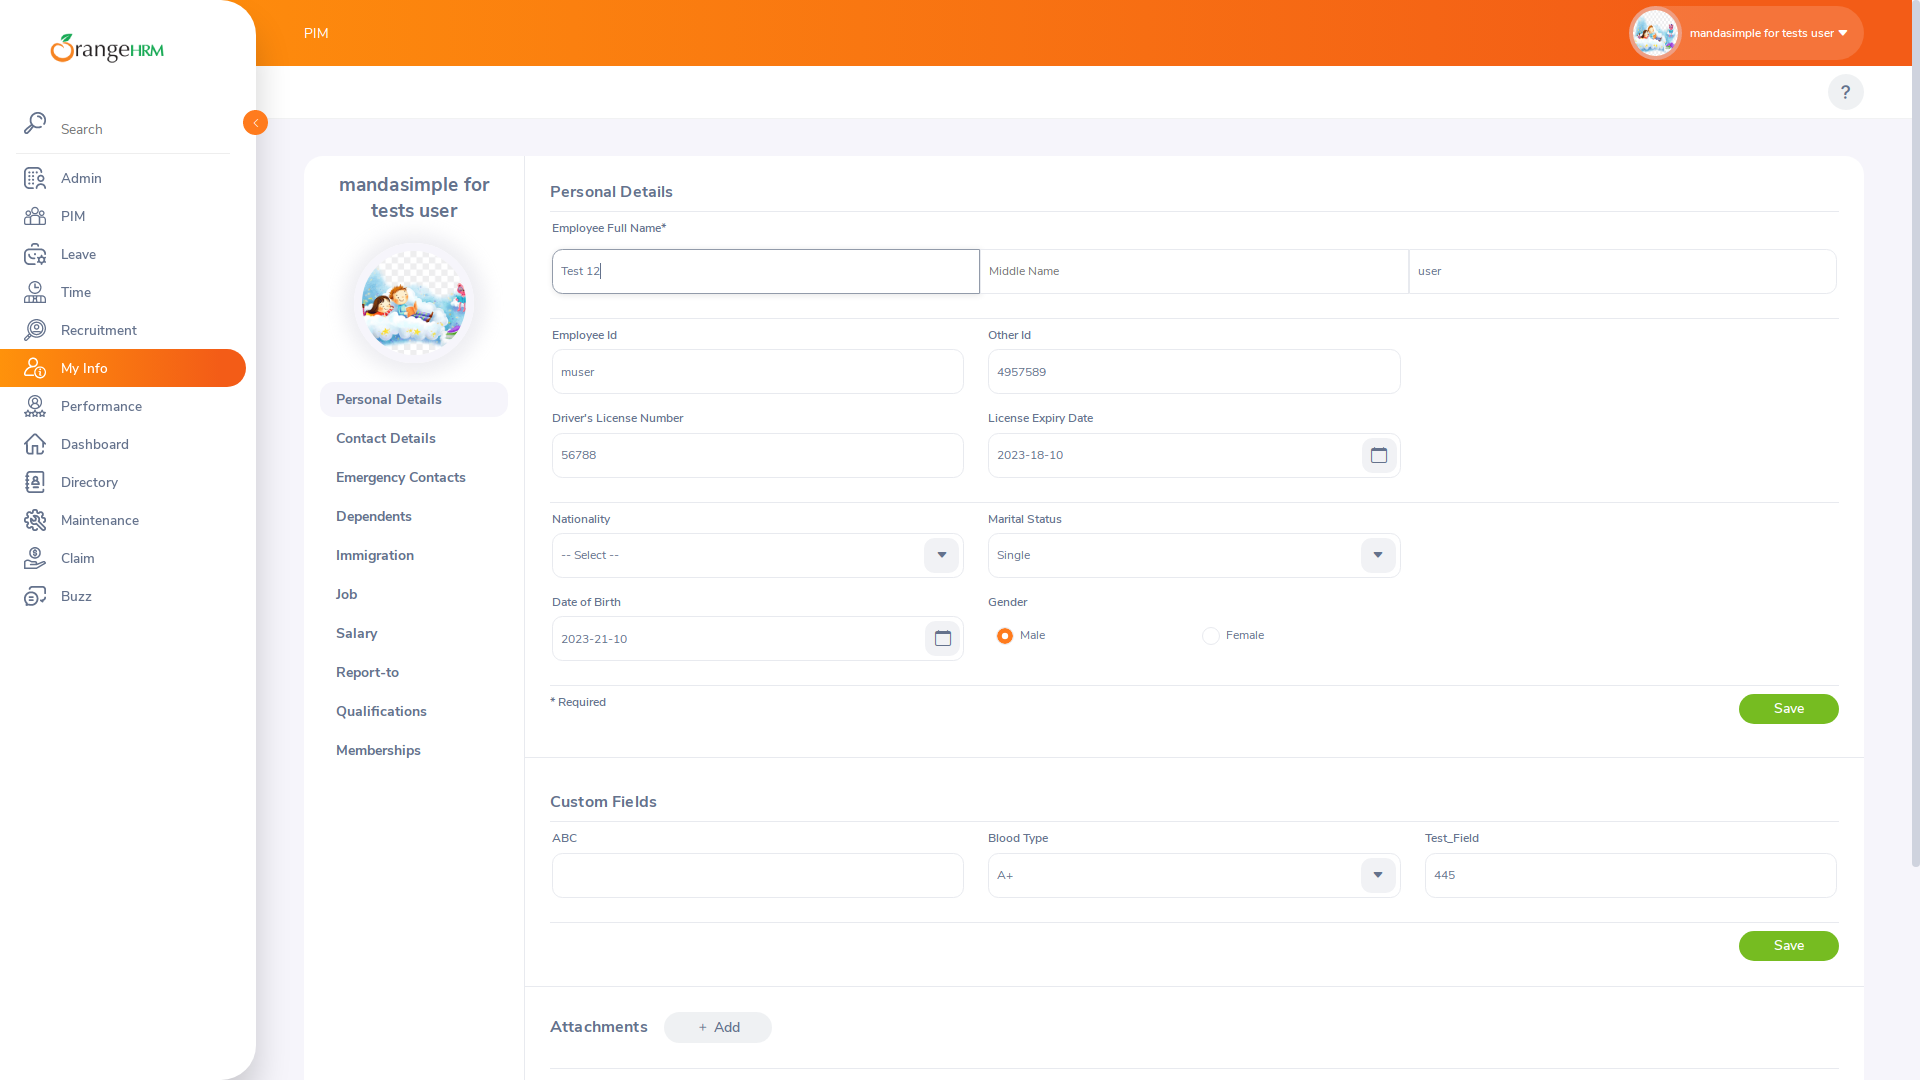 OrangeHRM
Search
Admin
PIM
Leave
Time
Recruitment
My Info
Performance
Dashboard
Directory
Maintenance
Claim
Buzz
PIM
mandasimple for tests user
?
mandasimple for
tests user
Personal Details
Contact Details
Emergency Contacts
Dependents
Immigration
Job
Salary
Report-to
Qualifications
Memberships
Personal Details
Employee Full Name*
Test 12 Middle Name user
Employee Id Other Id
muser 4957589
Driver's License Number License Expiry Date
56788 2023-18-10
Nationality Marital Status
-- Select -- Single
Date of Birth Gender
2023-21-10 Male Female
* Required Save
Custom Fields
ABC Blood Type Test_Field
A+ 445
Save
Attachments + Add